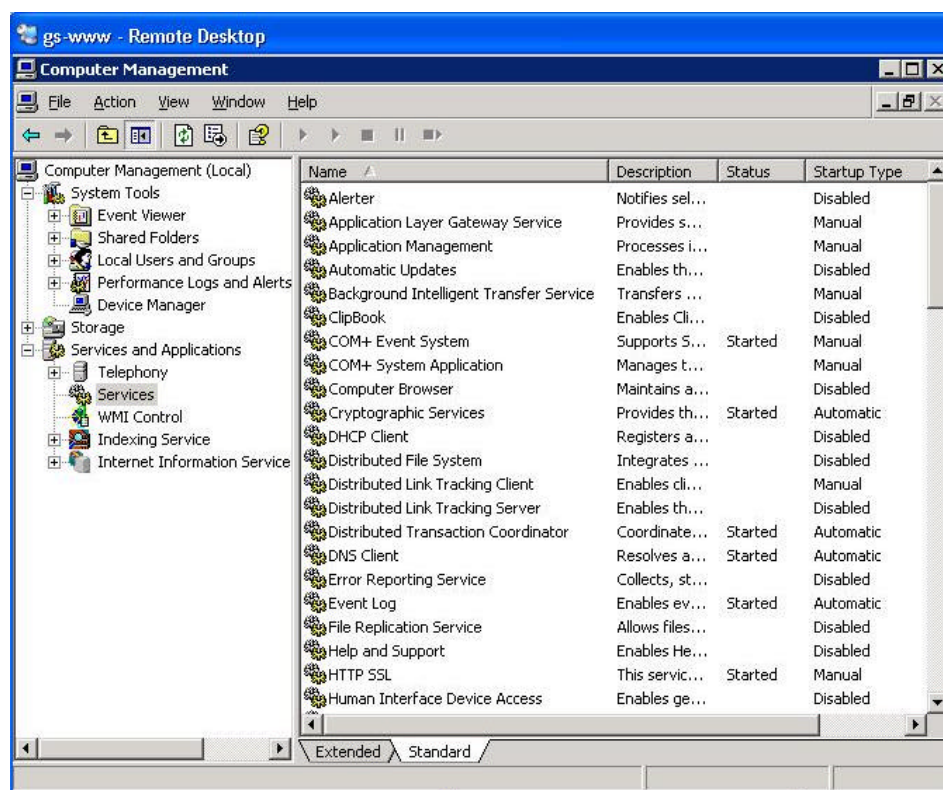 gs-www - Remote Desktop
Computer Management
File Action View Window Help
Computer Management (Local)
System Tools
Event Viewer
Shared Folders
Local Users and Groups
Performance Logs and Alerts
Device Manager
Storage
Services and Applications
Telephony
Services
WMI Control
Indexing Service
Internet Information Service
Name Description Status Startup Type
Alerter Notifies sel... Disabled
Application Layer Gateway Service Provides s... Manual
Application Management Processes i... Manual
Automatic Updates Enables th... Disabled
Background Intelligent Transfer Service Transfers ... Manual
ClipBook Enables Cli... Disabled
COM+ Event System Supports S... Started Manual
COM+ System Application Manages t... Manual
Computer Browser Maintains a... Disabled
Cryptographic Services Provides th... Started Automatic
DHCP Client Registers a... Disabled
Distributed File System Integrates ... Disabled
Distributed Link Tracking Client Enables cli... Manual
Distributed Link Tracking Server Enables th... Disabled
Distributed Transaction Coordinator Coordinate... Started Automatic
DNS Client Resolves a... Started Automatic
Error Reporting Service Collects, st... Disabled
Event Log Enables ev... Started Automatic
File Replication Service Allows files... Disabled
Help and Support Enables He... Disabled
HTTP SSL This servic... Started Manual
Human Interface Device Access Enables ge... Disabled
Extended Standard